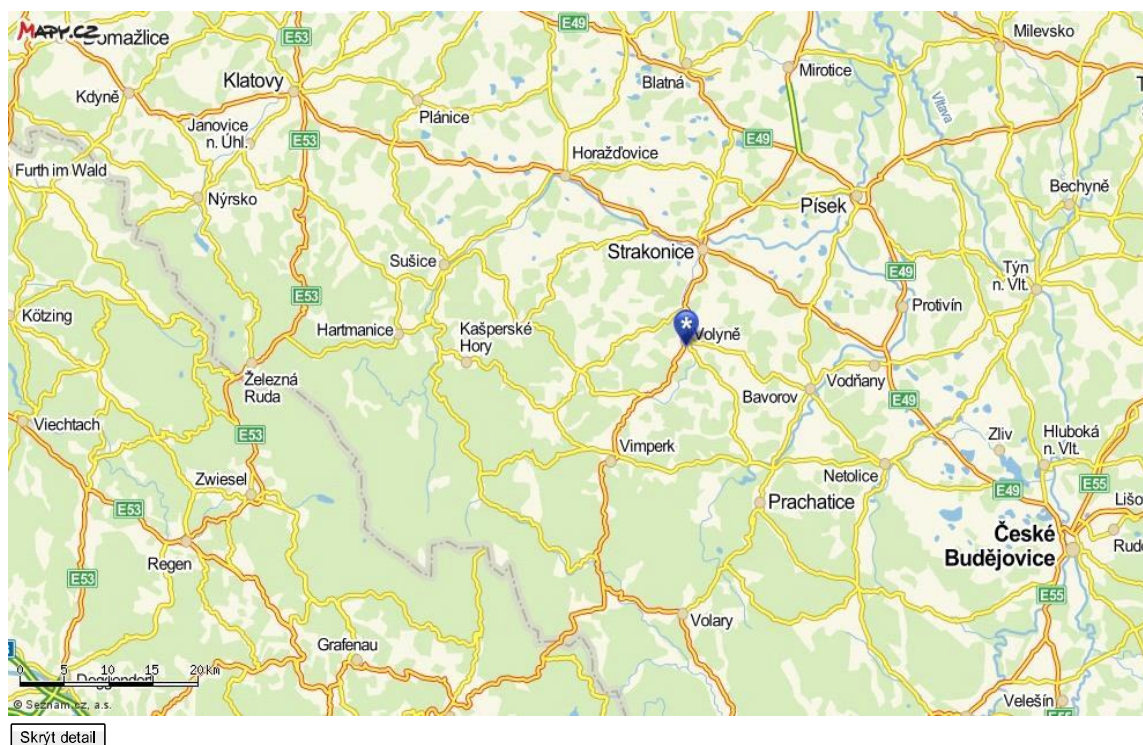 Mapy.cz
Domažlice
E53
E49
Milevsko
Klatovy
Blatná
Mirotice
Kdyně
Plánice
Vltava
Janovice
n. Úhl.
E53
E49
Horažďovice
Furth im Wald
Nýrsko
Písek
Bechyně
Strakonice
Sušice
E49
Týn
n. Vlt.
E53
Protivín
Kötzing
Hartmanice
Kašperské
Hory
Volyně
Železná
Ruda
Vodňany
Bavorov
E49
Viechtach
E53
Vimperk
Zliv
Hluboká
n. Vlt.
Zwiesel
Netolice
E55
E49
Prachatice
E53
České
Budějovice
Regen
E53
E55
Volary
Grafenau
0 5 10 15 20 km
Deggendorf
Velešín
E55
© Seznam.cz, a.s.
Skrýt detail